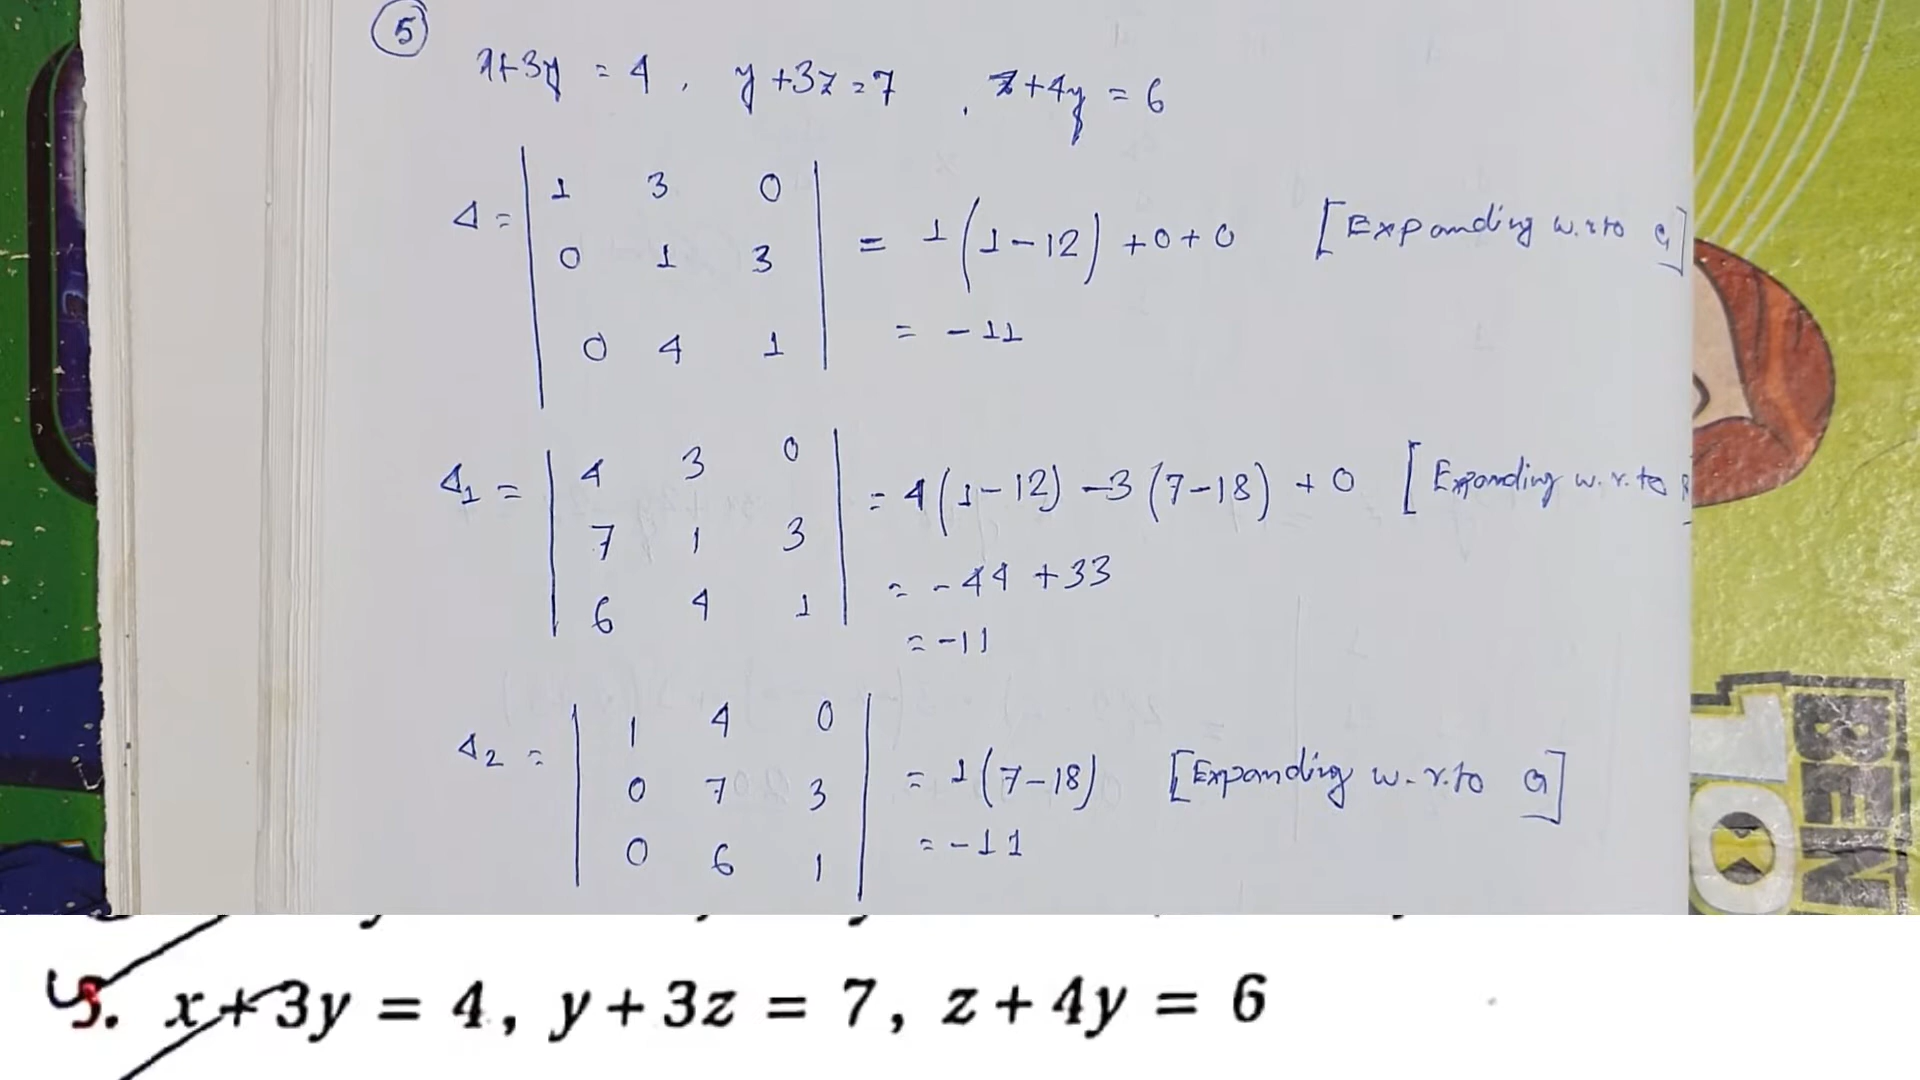 5
x+3y = 4, y+3z=7, z+4y = 6
Δ = | 1 3 0 | = 1(1-12) +0+0 [Expanding w.r.to C₁]
0 1 3
0 4 1 = -11
Δ₁ = | 4 3 0 | = 4(1-12) -3(7-18) + 0 [Expanding w.r.to
7 1 3 = -44 +33
6 4 1 = -11
Δ₂ = | 1 4 0 | = 1(7-18) [Expanding w.r.to C₁]
0 7 3
0 6 1 = -11
BEN
10
x+3y = 4, y+3z = 7, z+4y = 6